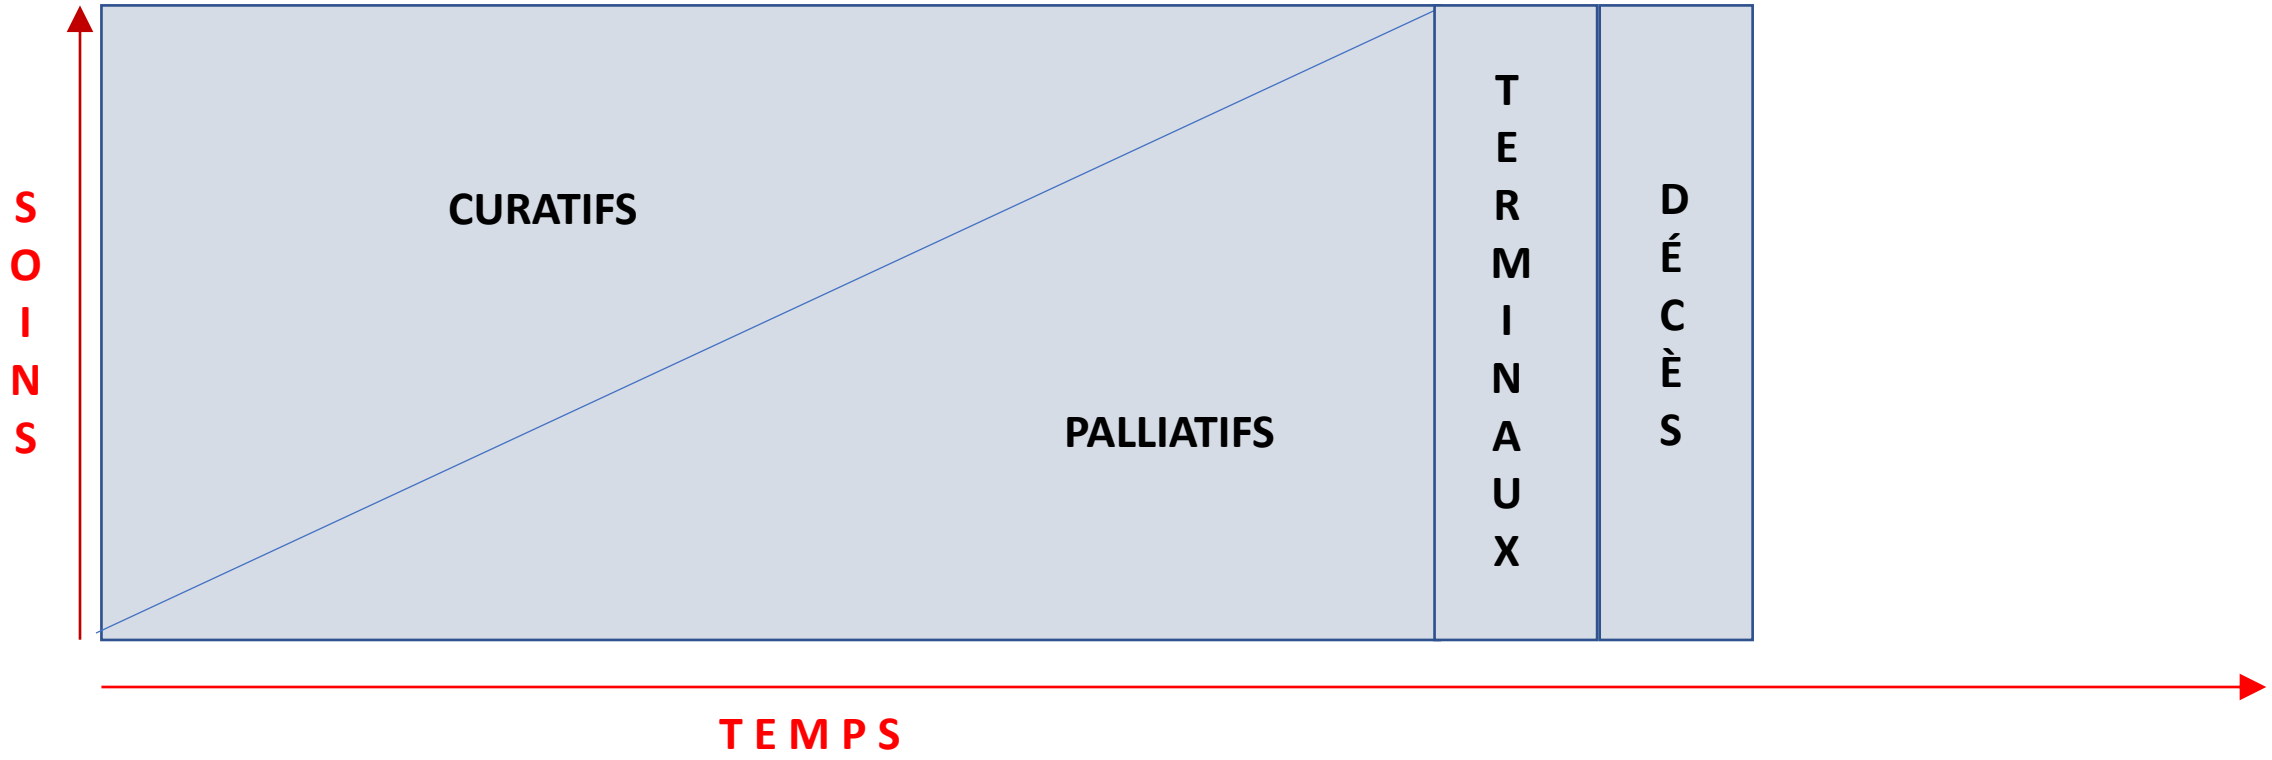 SOINS
CURATIFS
PALLIATIFS
TERMINAUX
DÉCÈS
TEMPS